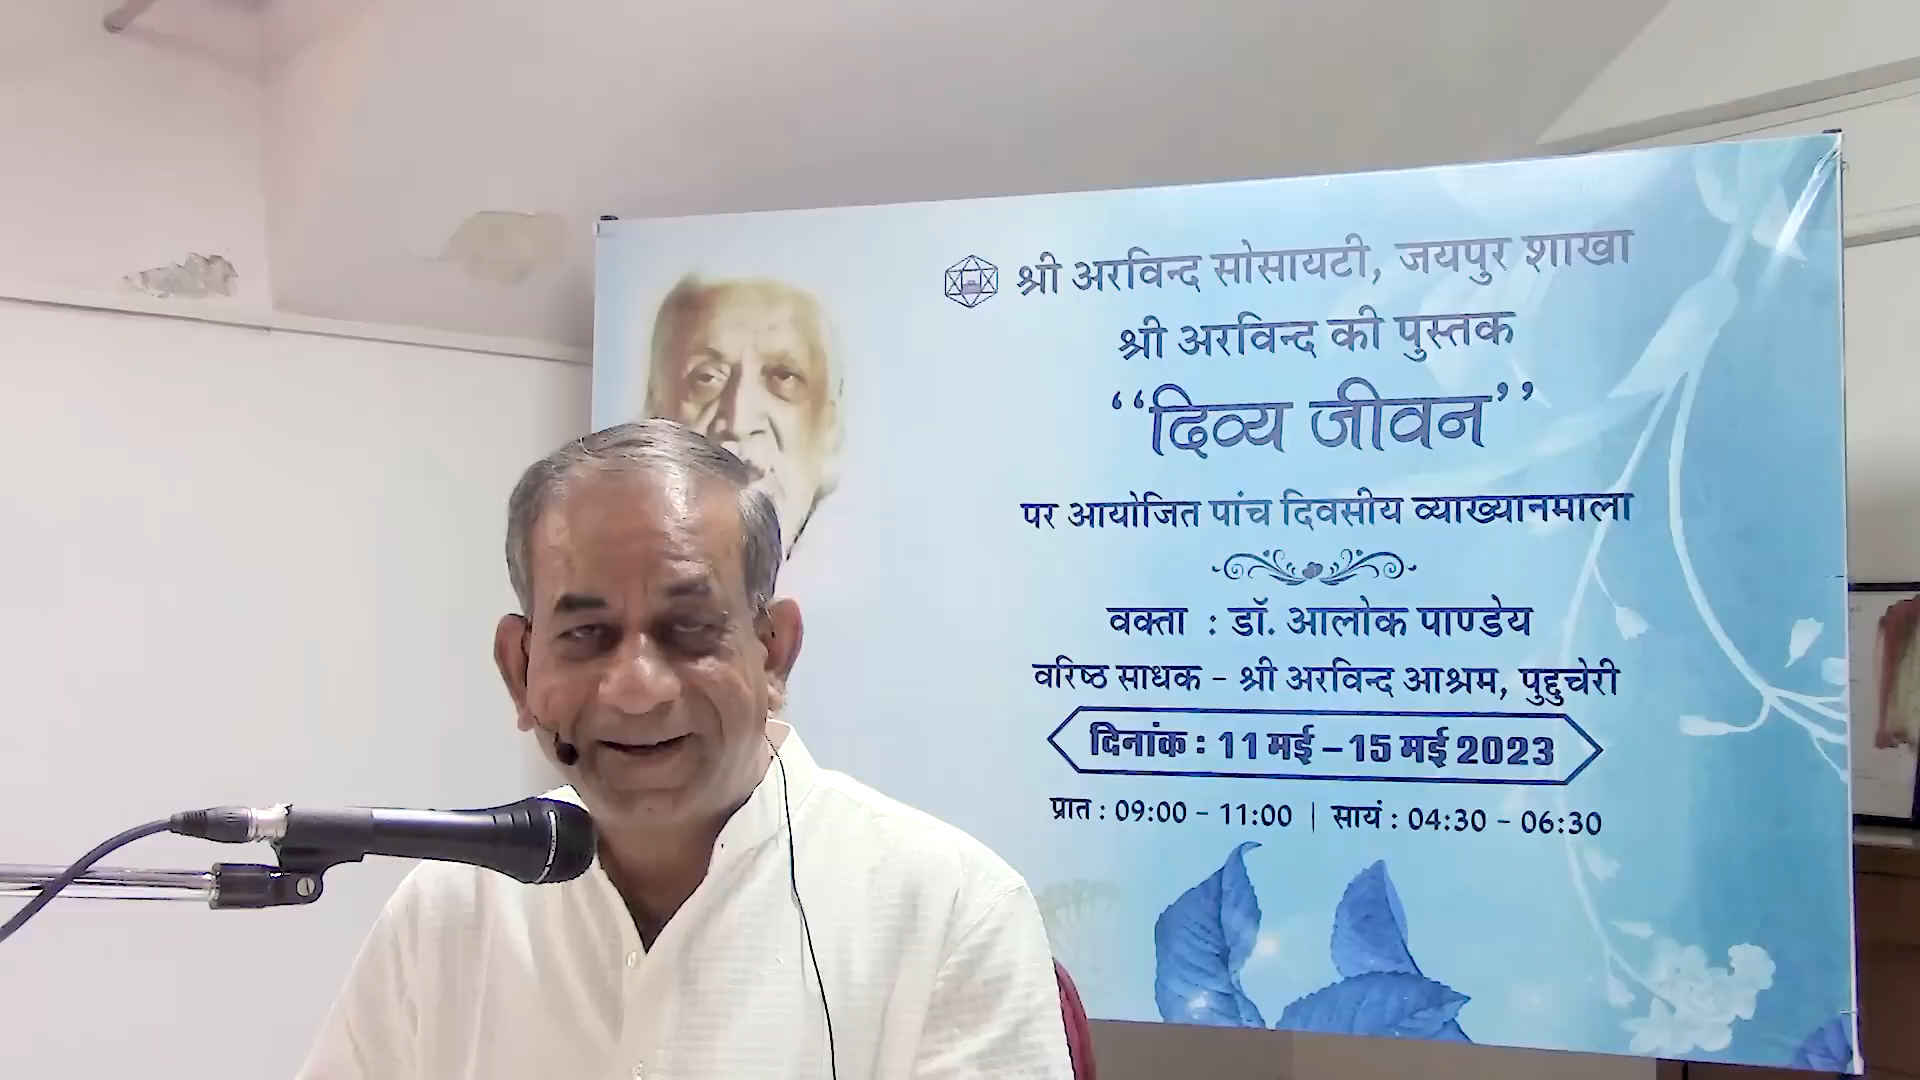 श्री अरविन्द सोसायटी, जयपुर शाखा
श्री अरविन्द की पुस्तक
‘‘दिव्य जीवन’’
पर आयोजित पांच दिवसीय व्याख्यानमाला
वक्ता : डॉ. आलोक पाण्डेय
वरिष्ठ साधक - श्री अरविन्द आश्रम, पुद्दुचेरी
दिनांक : 11 मई – 15 मई 2023
प्रात : 09:00 - 11:00 | सायं : 04:30 - 06:30